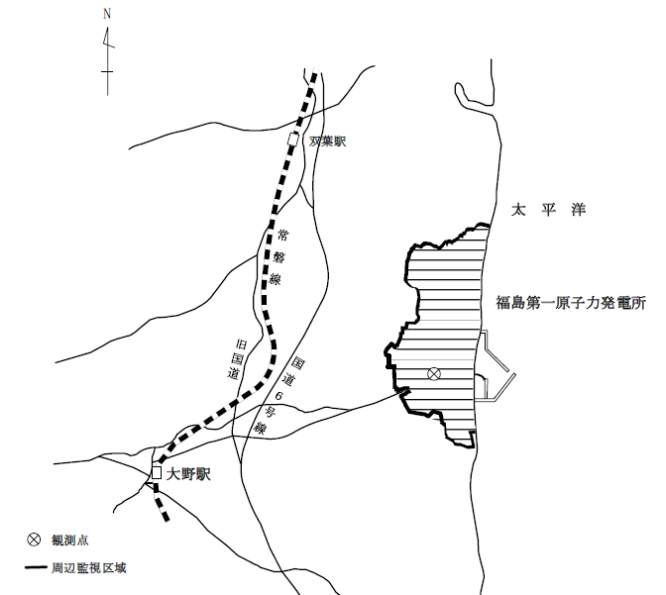 N
双葉駅
太平洋
常磐線
福島第一原子力発電所
旧国道
国道6号線
大野駅
観測点
周辺監視区域